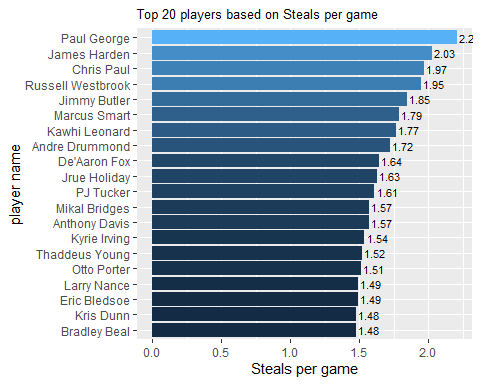 Top 20 players based on Steals per game
player name
Paul George 2.2
James Harden 2.03
Chris Paul 1.97
Russell Westbrook 1.95
Jimmy Butler 1.85
Marcus Smart 1.79
Kawhi Leonard 1.77
Andre Drummond 1.72
De'Aaron Fox 1.64
Jrue Holiday 1.63
PJ Tucker 1.61
Mikal Bridges 1.57
Anthony Davis 1.57
Kyrie Irving 1.54
Thaddeus Young 1.52
Otto Porter 1.51
Larry Nance 1.49
Eric Bledsoe 1.49
Kris Dunn 1.48
Bradley Beal 1.48
0.0 0.5 1.0 1.5 2.0
Steals per game